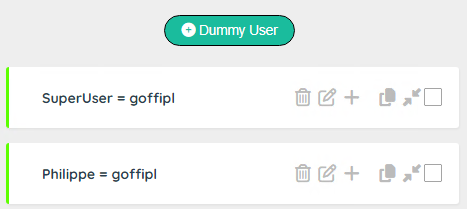 Dummy User
SuperUser = goffipl
Philippe = goffipl